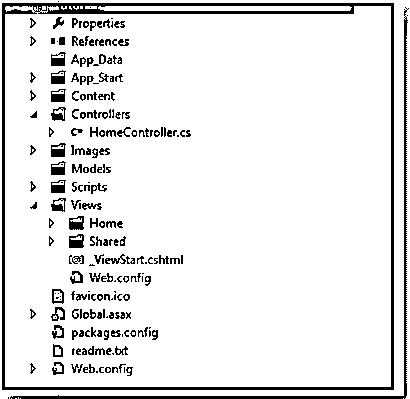 Properties
References
App_Data
App_Start
Content
Controllers
C# HomeController.cs
Images
Models
Scripts
Views
Home
Shared
_ViewStart.cshtml
Web.config
favicon.ico
Global.asax
packages.config
readme.txt
Web.config